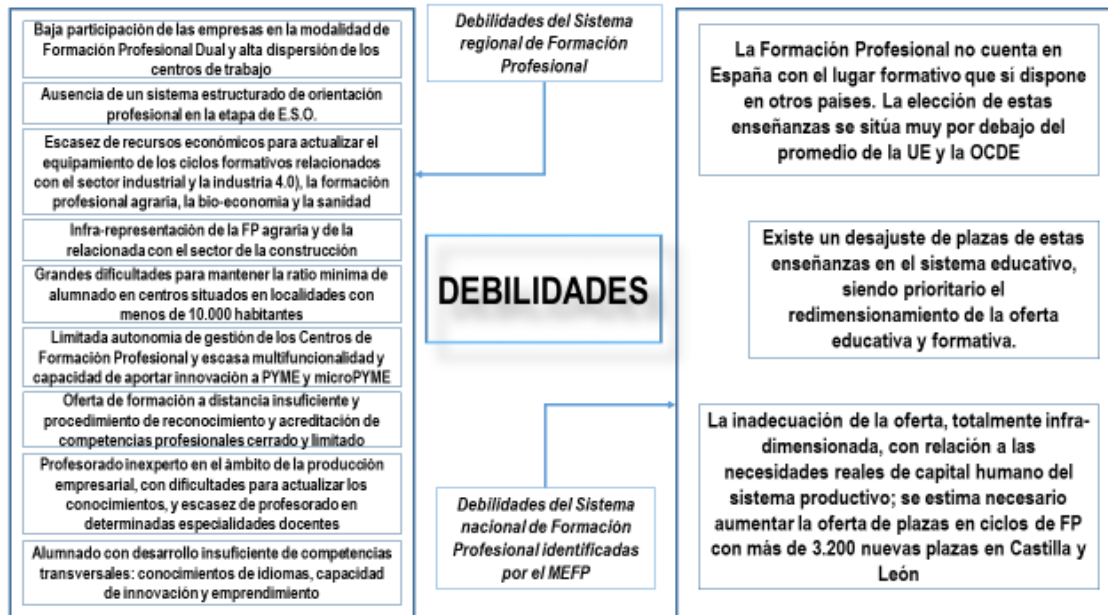 Baja participación de las empresas en la modalidad de
Formación Profesional Dual y alta dispersión de los
centros de trabajo
Ausencia de un sistema estructurado de orientación
profesional en la etapa de E.S.O.
Escasez de recursos económicos para actualizar el
equipamiento de los ciclos formativos relacionados
con el sector industrial y la industria 4.0), la formación
profesional agraria, la bio-economía y la sanidad
Infra-representación de la FP agraria y de la
relacionada con el sector de la construcción
Grandes dificultades para mantener la ratio mínima de
alumnado en centros situados en localidades con
menos de 10.000 habitantes
Limitada autonomía de gestión de los Centros de
Formación Profesional y escasa multifuncionalidad y
capacidad de aportar innovación a PYME y microPYME
Oferta de formación a distancia insuficiente y
procedimiento de reconocimiento y acreditación de
competencias profesionales cerrado y limitado
Profesorado inexperto en el ámbito de la producción
empresarial, con dificultades para actualizar los
conocimientos, y escasez de profesorado en
determinadas especialidades docentes
Alumnado con desarrollo insuficiente de competencias
transversales: conocimientos de idiomas, capacidad
de innovación y emprendimiento
Debilidades del Sistema
regional de Formación
Profesional
DEBILIDADES
Debilidades del Sistema
nacional de Formación
Profesional identificadas
por el MEFP
La Formación Profesional no cuenta en
España con el lugar formativo que sí dispone
en otros países. La elección de estas
enseñanzas se sitúa muy por debajo del
promedio de la UE y la OCDE
Existe un desajuste de plazas de estas
enseñanzas en el sistema educativo,
siendo prioritario el
redimensionamiento de la oferta
educativa y formativa.
La inadecuación de la oferta, totalmente infra-
dimensionada, con relación a las
necesidades reales de capital humano del
sistema productivo; se estima necesario
aumentar la oferta de plazas en ciclos de FP
con más de 3.200 nuevas plazas en Castilla y
León